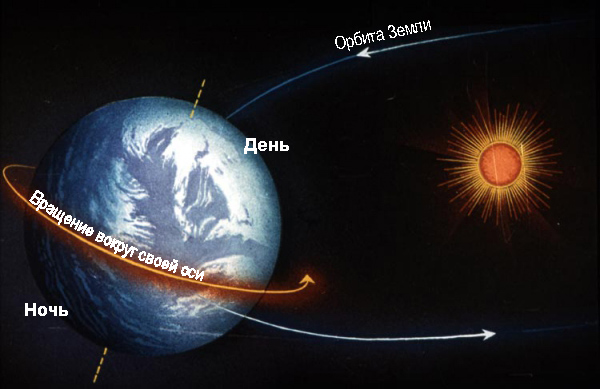 Орбита Земли
День
Вращение вокруг своей оси
Ночь